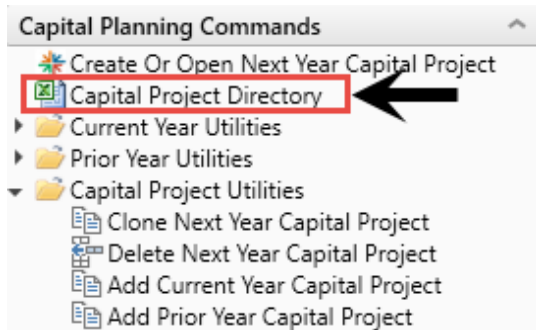 Capital Planning Commands
Create Or Open Next Year Capital Project
Capital Project Directory
Current Year Utilities
Prior Year Utilities
Capital Project Utilities
Clone Next Year Capital Project
Delete Next Year Capital Project
Add Current Year Capital Project
Add Prior Year Capital Project